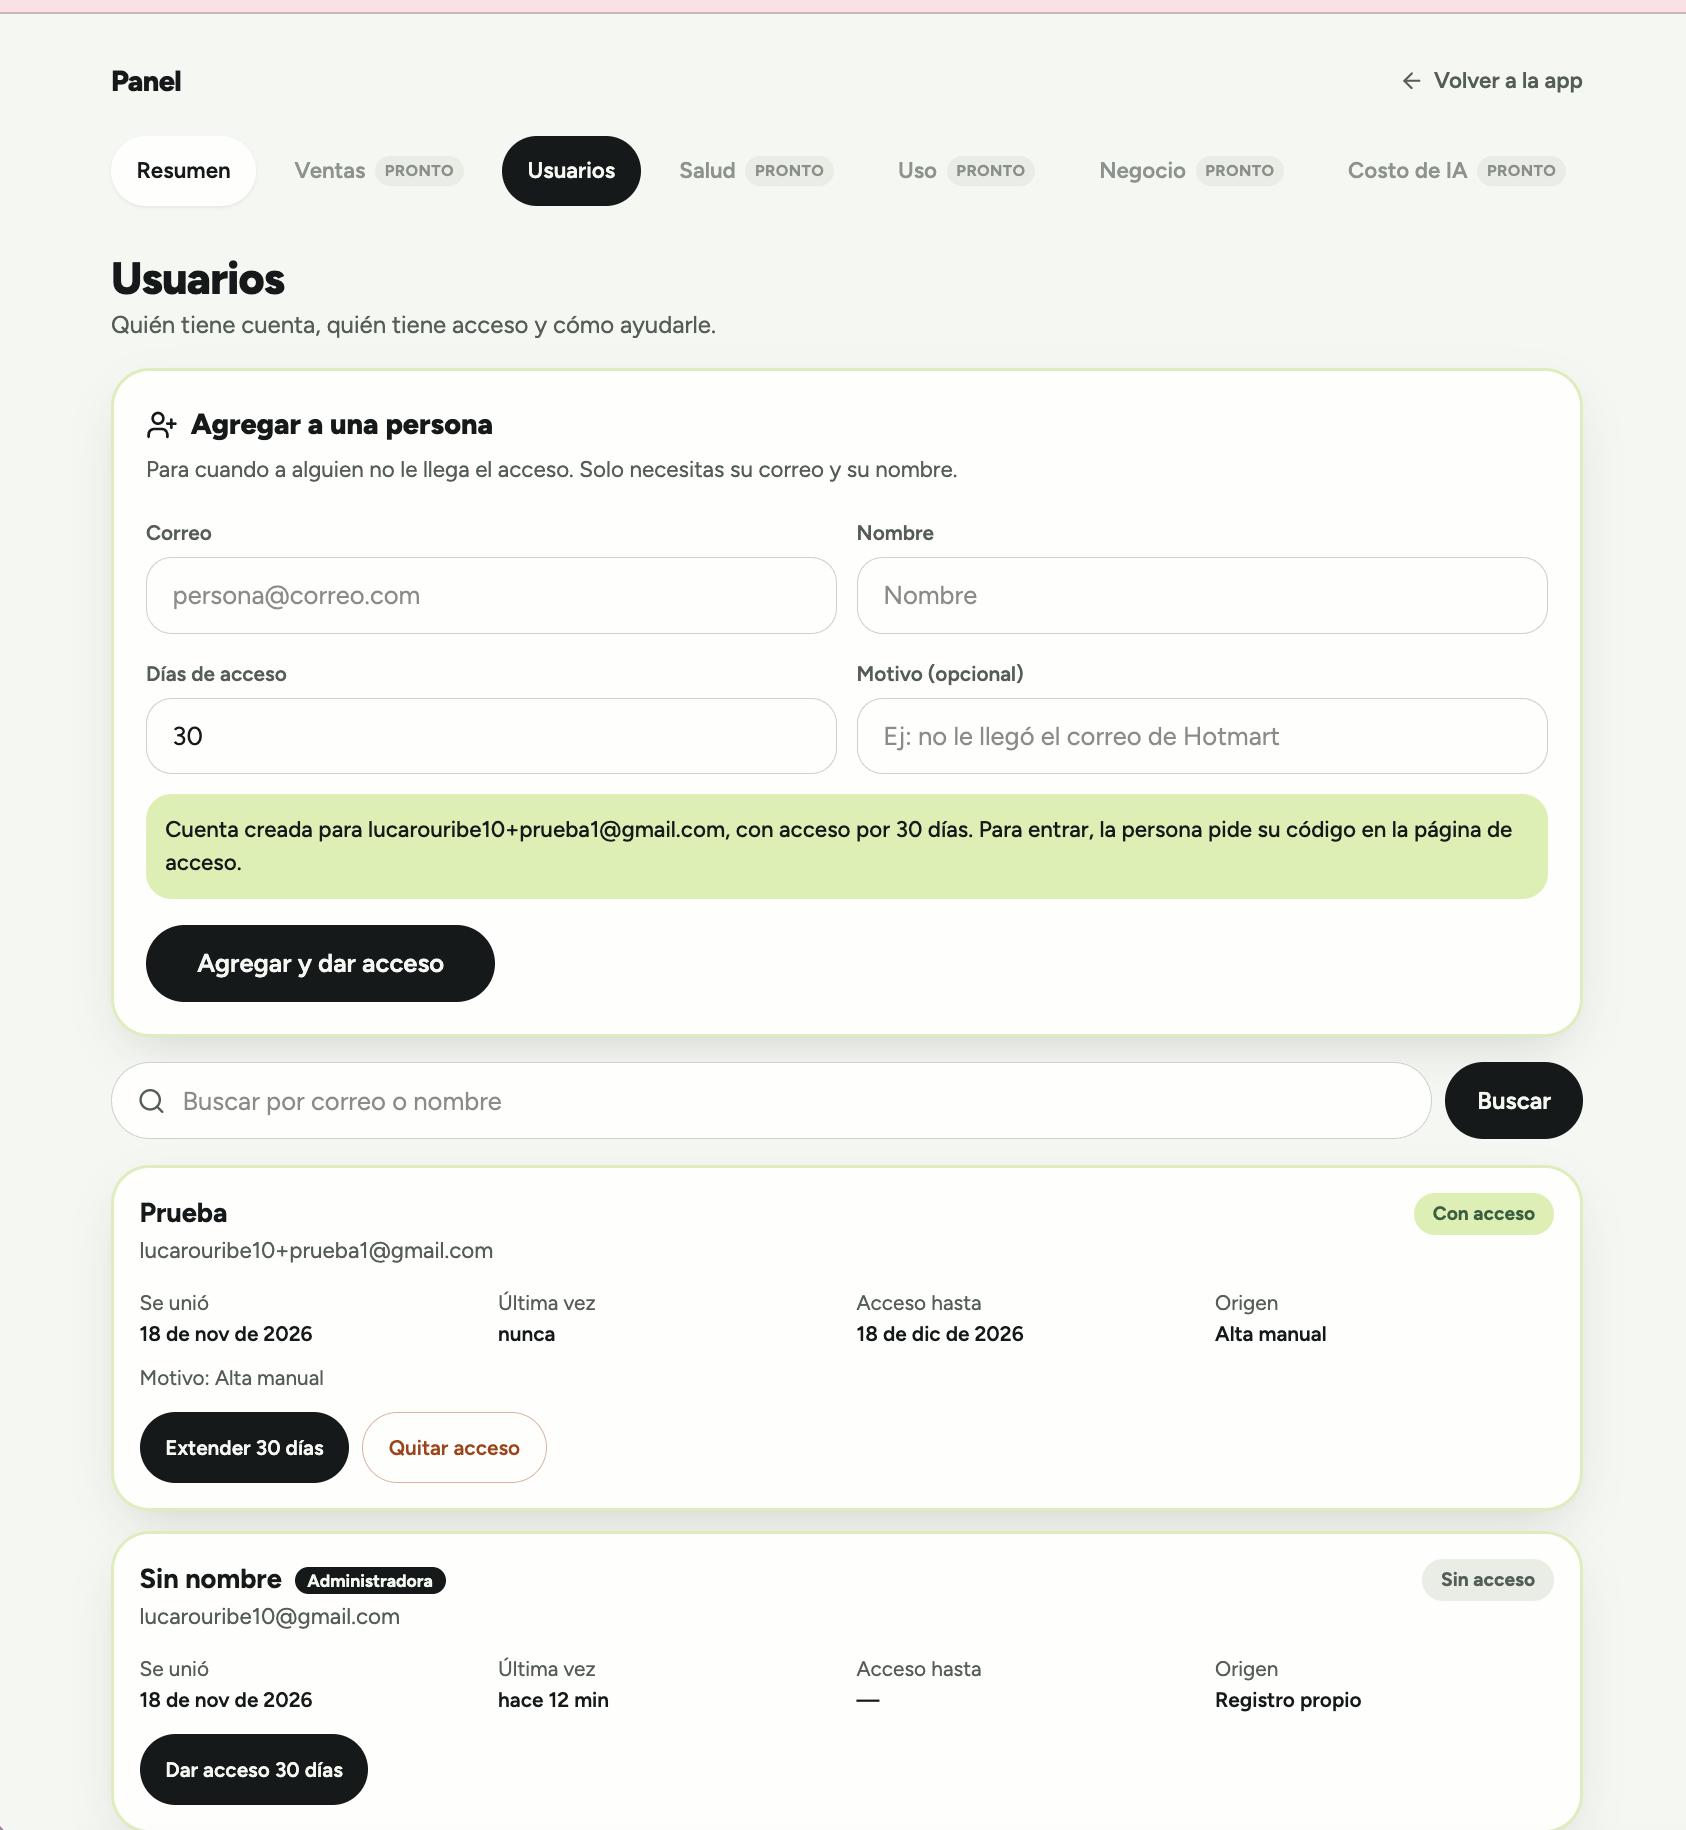 Panel
Volver a la app
Resumen
Ventas PRONTO
Usuarios
Salud PRONTO
Uso PRONTO
Negocio PRONTO
Costo de IA PRONTO
Usuarios
Quién tiene cuenta, quién tiene acceso y cómo ayudarle.
Agregar a una persona
Para cuando a alguien no le llega el acceso. Solo necesitas su correo y su nombre.
Correo
Nombre
persona@correo.com
Nombre
Días de acceso
Motivo (opcional)
30
Ej: no le llegó el correo de Hotmart
Cuenta creada para lucarouribe10+prueba1@gmail.com, con acceso por 30 días. Para entrar, la persona pide su código en la página de
acceso.
Agregar y dar acceso
Buscar por correo o nombre
Buscar
Prueba
Con acceso
lucarouribe10+prueba1@gmail.com
Se unió
Última vez
Acceso hasta
Origen
18 de nov de 2026
nunca
18 de dic de 2026
Alta manual
Motivo: Alta manual
Extender 30 días
Quitar acceso
Sin nombre Administradora
Sin acceso
lucarouribe10@gmail.com
Se unió
Última vez
Acceso hasta
Origen
18 de nov de 2026
hace 12 min
—
Registro propio
Dar acceso 30 días